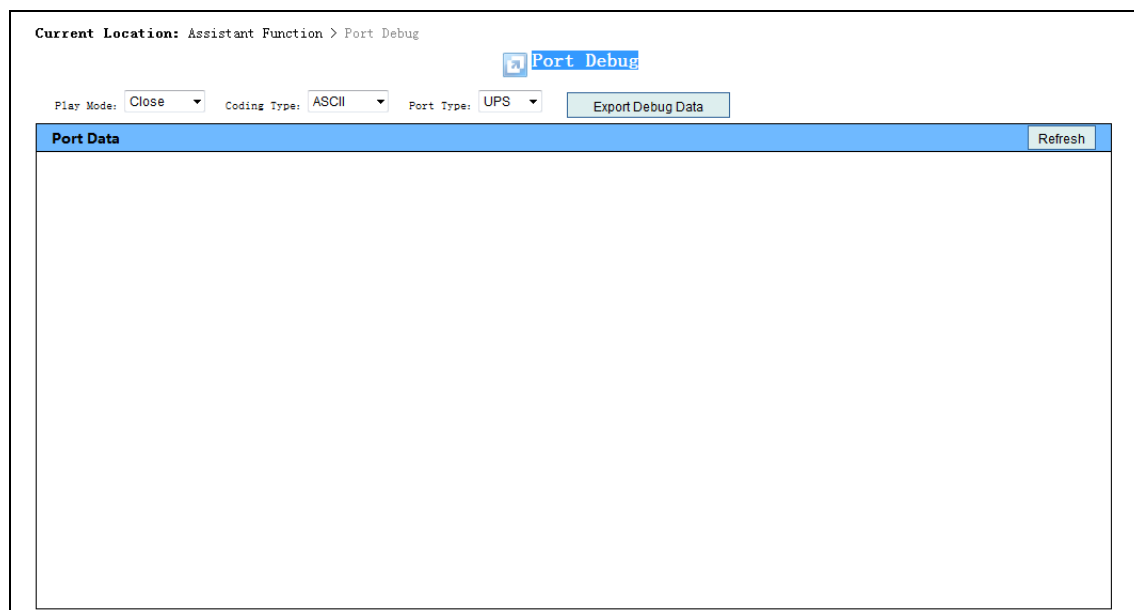 Current Location: Assistant Function > Port Debug
Port Debug
Play Mode: Close Coding Type: ASCII Port Type: UPS Export Debug Data
Port Data Refresh